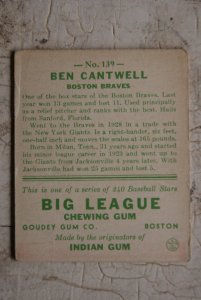 — No. 139 —
BEN CANTWELL
BOSTON BRAVES
One of the box stars of the Boston Braves. Last
year won 13 games and lost 11. Used principally
as a relief pitcher and ranks with the best. Hails
from Sanford, Florida.
Went to the Braves in 1928 in a trade with
the New York Giants. Is a right-hander, six feet,
one-half inch and moves the scales at 165 pounds.
Born in Milan, Tenn., 31 years ago and started
his minor league career in 1923 and went up to
the Giants from Jacksonville 4 years later. With
Jacksonville had won 25 games and lost 5.
This is one of a series of 240 Baseball Stars
BIG LEAGUE
CHEWING GUM
GOUDEY GUM CO. BOSTON
Made by the originators of
INDIAN GUM